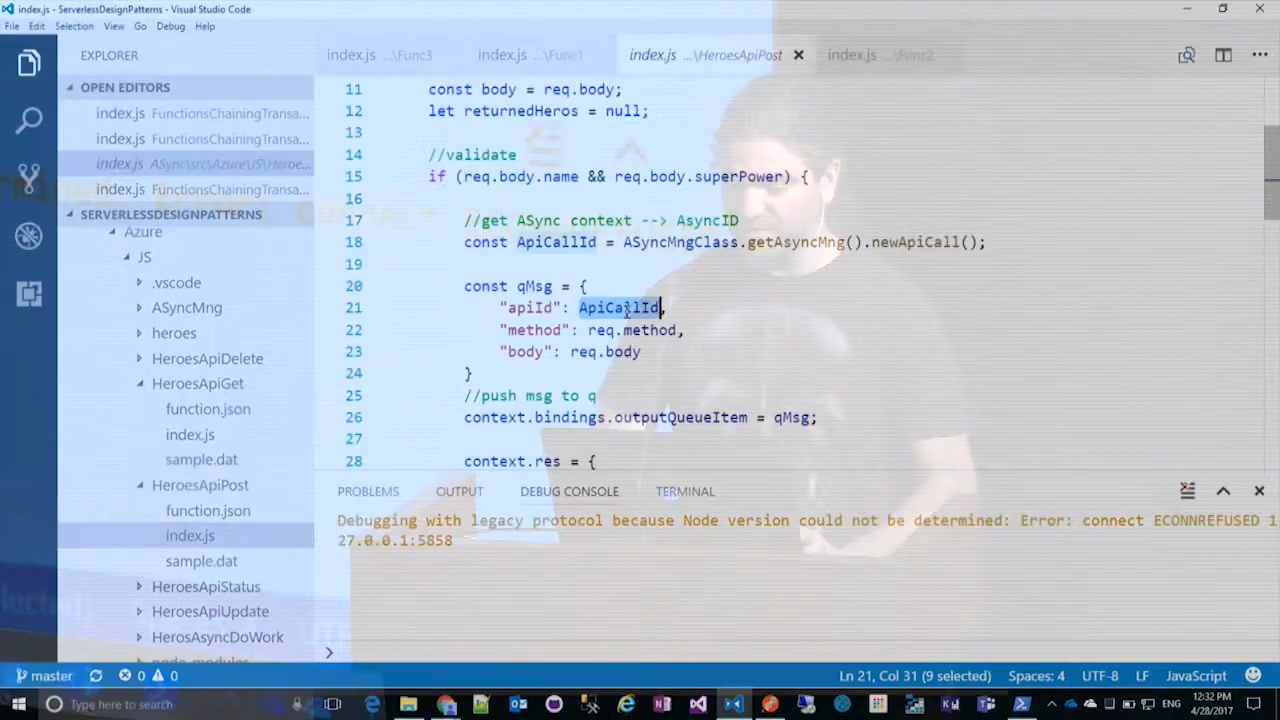 index.js - ServerlessDesignPatterns - Visual Studio Code
File Edit Selection View Go Debug Help
EXPLORER
index.js ...\Func3 index.js ...\Func1 index.js ...\HeroesApiPost index.js ...\Func2
OPEN EDITORS
index.js FunctionsChainingTransa...
index.js FunctionsChainingTransa...
index.js ASync\src\Azure\JS\Heroe...
index.js FunctionsChainingTransa...
SERVERLESSDESIGNPATTERNS
Azure
JS
.vscode
ASyncMng
heroes
HeroesApiDelete
HeroesApiGet
function.json
index.js
sample.dat
HeroesApiPost
function.json
index.js
sample.dat
HeroesApiStatus
HeroesApiUpdate
HerosAsyncDoWork
node_modules
11 const body = req.body;
12 let returnedHeros = null;
13
14 //validate
15 if (req.body.name && req.body.superPower) {
16
17 //get ASync context --> AsyncID
18 const ApiCallId = ASyncMngClass.getAsyncMng().newApiCall();
19
20 const qMsg = {
21 "apiId": ApiCallId,
22 "method": req.method,
23 "body": req.body
24 }
25 //push msg to q
26 context.bindings.outputQueueItem = qMsg;
27
28 context.res = {
PROBLEMS OUTPUT DEBUG CONSOLE TERMINAL
Debugging with legacy protocol because Node version could not be determined: Error: connect ECONNREFUSED 1
27.0.0.1:5858
master 0 0 Ln 21, Col 31 (9 selected) Spaces: 4 UTF-8 LF JavaScript
Type here to search ENG 12:32 PM
4/28/2017